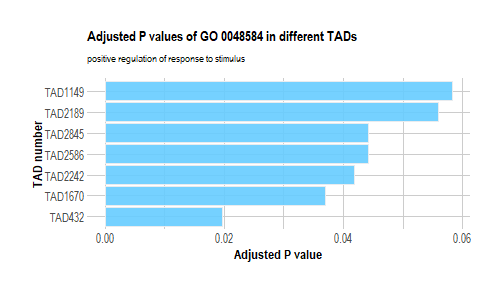 Adjusted P values of GO 0048584 in different TADs
positive regulation of response to stimulus
TAD number
TAD1149
TAD2189
TAD2845
TAD2586
TAD2242
TAD1670
TAD432
0.00 0.02 0.04 0.06
Adjusted P value